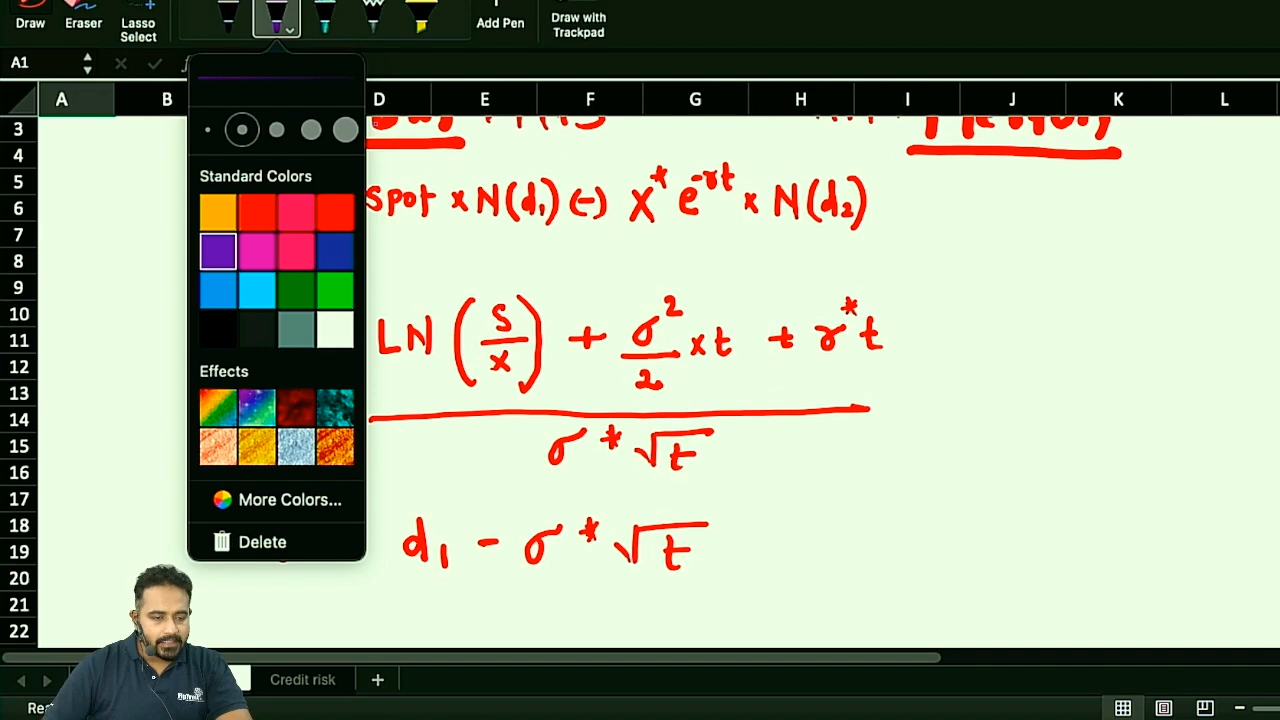 Draw
Eraser
Lasso Select
Add Pen
Draw with Trackpad
A1
A B D E F G H I J K L
3
4
5
6
7
8
9
10
11
12
13
14
15
16
17
18
19
20
21
22
Standard Colors
Effects
More Colors...
Delete
spot × N(d₁) (-) X* e^-rt × N(d₂)
LN (S/X) + σ²/2 × t + r* t
σ * √t
d₁ - σ * √t
Credit risk